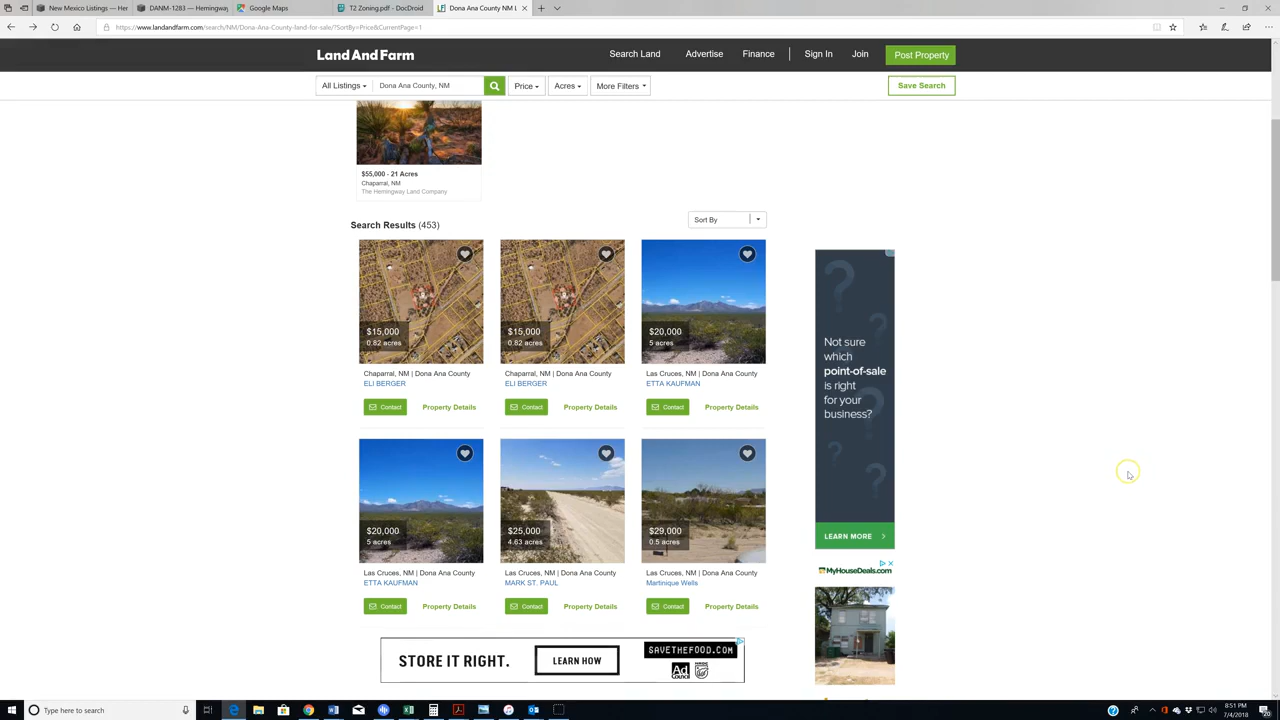 New Mexico Listings — Her
DANM-1283 — Hemingway
Google Maps
T2 Zoning.pdf - DocDroid
Dona Ana County NM L
https://www.landandfarm.com/search/NM/Dona-Ana-County-land-for-sale/?SortBy=Price&CurrentPage=1
LandAndFarm
Search Land
Advertise
Finance
Sign In
Join
Post Property
All Listings
Dona Ana County, NM
Price
Acres
More Filters
Save Search
$55,000 - 21 Acres
Chaparral, NM
The Hemingway Land Company
Search Results (453)
Sort By
$15,000
0.82 acres
Chaparral, NM | Dona Ana County
ELI BERGER
Contact
Property Details
$15,000
0.82 acres
Chaparral, NM | Dona Ana County
ELI BERGER
Contact
Property Details
$20,000
5 acres
Las Cruces, NM | Dona Ana County
ETTA KAUFMAN
Contact
Property Details
$20,000
5 acres
Las Cruces, NM | Dona Ana County
ETTA KAUFMAN
Contact
Property Details
$25,000
4.63 acres
Las Cruces, NM | Dona Ana County
MARK ST. PAUL
Contact
Property Details
$29,000
0.5 acres
Las Cruces, NM | Dona Ana County
Martinique Wells
Contact
Property Details
Not sure
which
point-of-sale
is right
for your
business?
LEARN MORE
MyHouseDeals.com
STORE IT RIGHT.
LEARN HOW
SAVETHEFOOD.COM
Ad
Council
NRDC
Type here to search
8:51 PM
7/4/2018
20